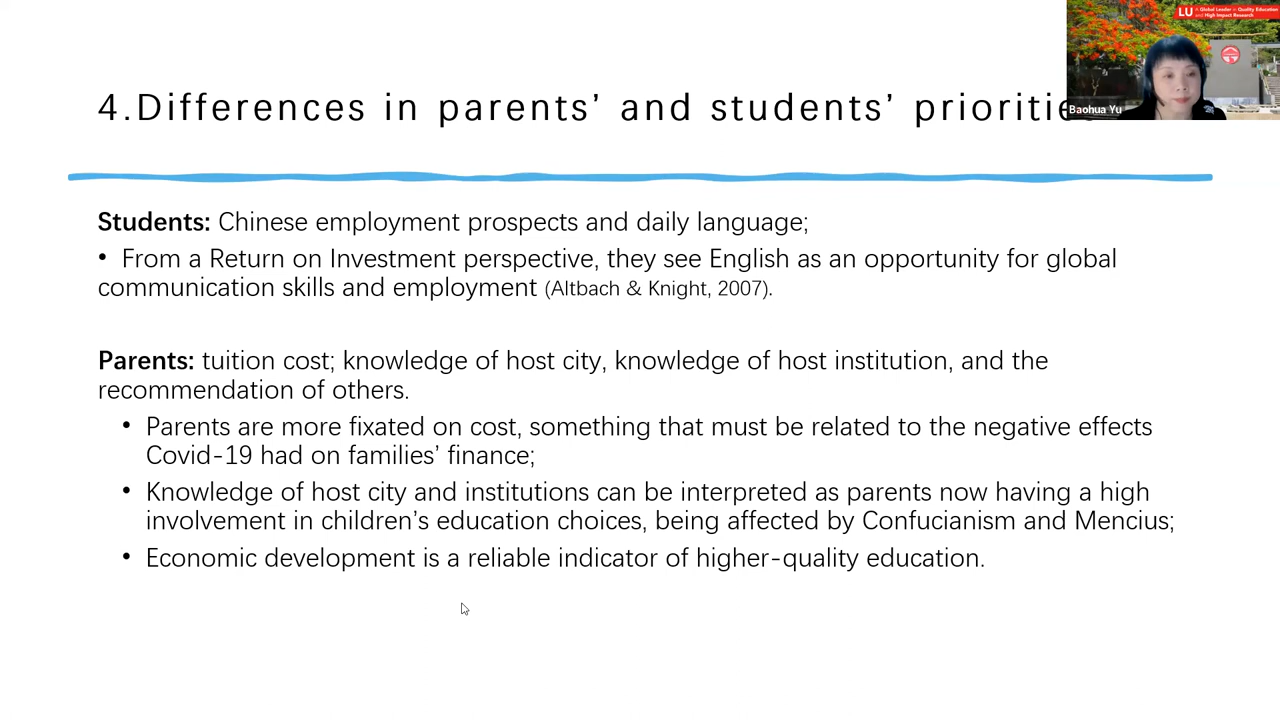 LU A Global Leader in Quality Education
and High Impact Research
4.Differences in parents’ and students’
Baohua Yu
Students: Chinese employment prospects and daily language;
• From a Return on Investment perspective, they see English as an opportunity for global
communication skills and employment (Altbach & Knight, 2007).
Parents: tuition cost; knowledge of host city, knowledge of host institution, and the
recommendation of others.
• Parents are more fixated on cost, something that must be related to the negative effects
Covid-19 had on families’ finance;
• Knowledge of host city and institutions can be interpreted as parents now having a high
involvement in children’s education choices, being affected by Confucianism and Mencius;
• Economic development is a reliable indicator of higher-quality education.